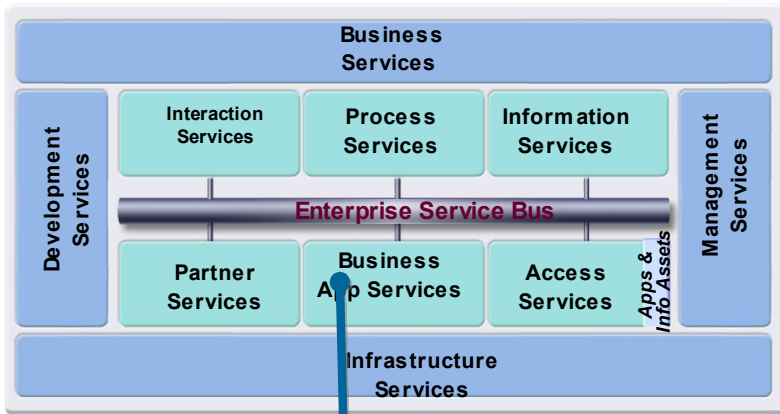 Business
Services
Development
Services
Interaction
Services
Process
Services
Information
Services
Management
Services
Enterprise Service Bus
Partner
Services
Business
App Services
Access
Services
Apps &
Info Assets
Infrastructure
Services